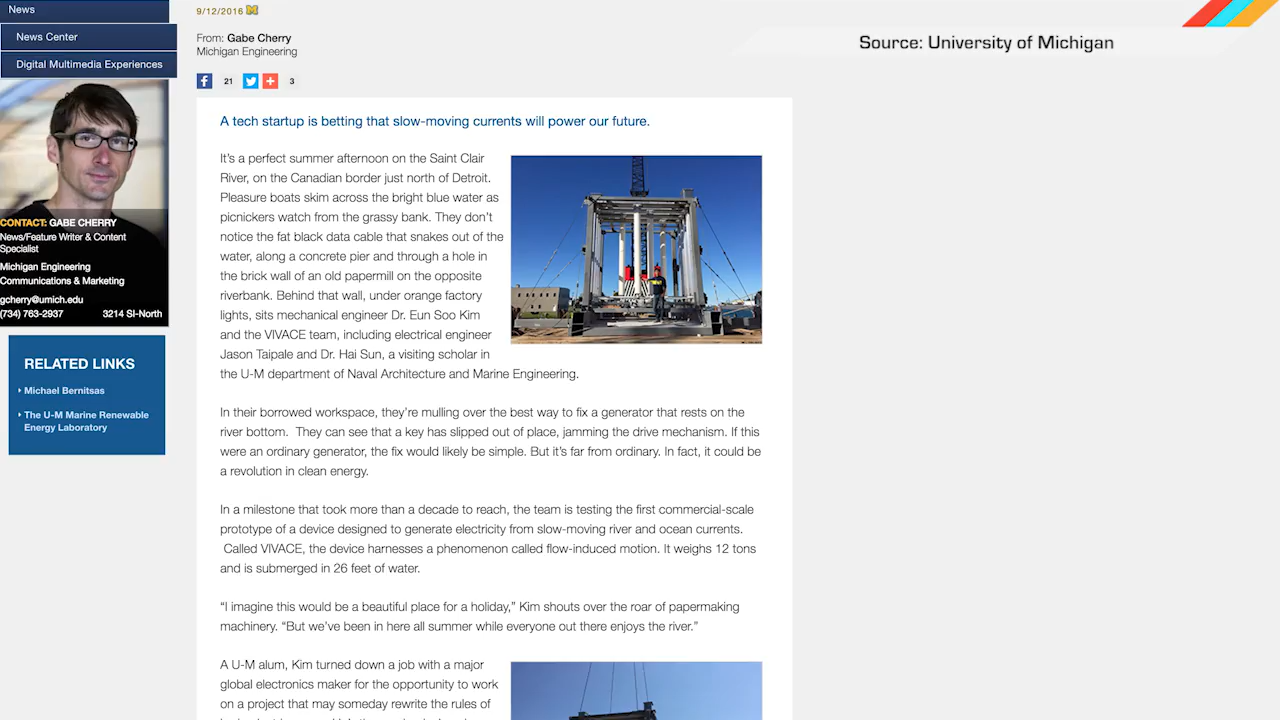 News
News Center
Digital Multimedia Experiences
CONTACT: GABE CHERRY
News/Feature Writer & Content
Specialist
Michigan Engineering
Communications & Marketing
gcherry@umich.edu
(734) 763-2937 3214 SI-North
RELATED LINKS
Michael Bernitsas
The U-M Marine Renewable
Energy Laboratory
9/12/2016 M
From: Gabe Cherry
Michigan Engineering
f 21 + 3
Source: University of Michigan
A tech startup is betting that slow-moving currents will power our future.
It's a perfect summer afternoon on the Saint Clair
River, on the Canadian border just north of Detroit.
Pleasure boats skim across the bright blue water as
picnickers watch from the grassy bank. They don't
notice the fat black data cable that snakes out of the
water, along a concrete pier and through a hole in
the brick wall of an old papermill on the opposite
riverbank. Behind that wall, under orange factory
lights, sits mechanical engineer Dr. Eun Soo Kim
and the VIVACE team, including electrical engineer
Jason Taipale and Dr. Hai Sun, a visiting scholar in
the U-M department of Naval Architecture and Marine Engineering.
In their borrowed workspace, they're mulling over the best way to fix a generator that rests on the
river bottom. They can see that a key has slipped out of place, jamming the drive mechanism. If this
were an ordinary generator, the fix would likely be simple. But it's far from ordinary. In fact, it could be
a revolution in clean energy.
In a milestone that took more than a decade to reach, the team is testing the first commercial-scale
prototype of a device designed to generate electricity from slow-moving river and ocean currents.
Called VIVACE, the device harnesses a phenomenon called flow-induced motion. It weighs 12 tons
and is submerged in 26 feet of water.
“I imagine this would be a beautiful place for a holiday,” Kim shouts over the roar of papermaking
machinery. “But we've been in here all summer while everyone out there enjoys the river.”
A U-M alum, Kim turned down a job with a major
global electronics maker for the opportunity to work
on a project that may someday rewrite the rules of